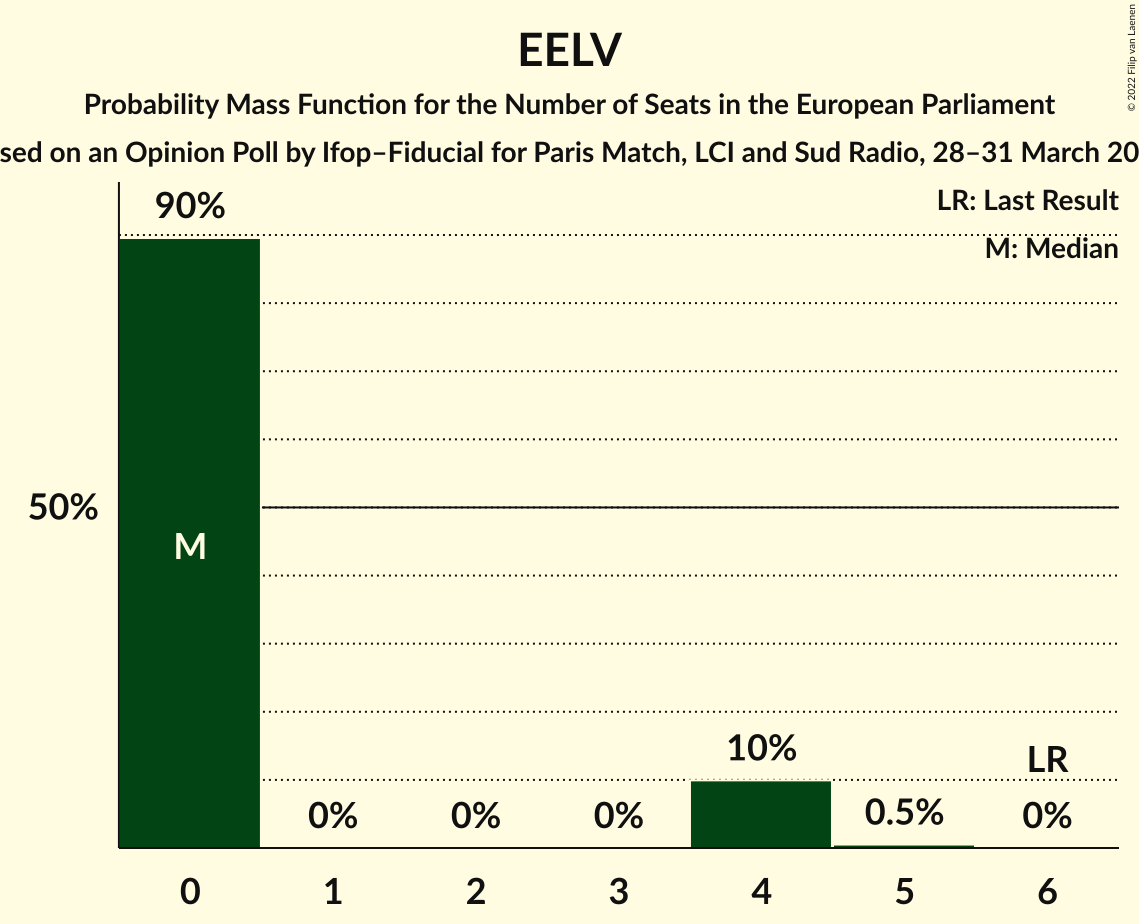 EELV
Probability Mass Function for the Number of Seats in the European Parliament
sed on an Opinion Poll by Ifop–Fiducial for Paris Match, LCI and Sud Radio, 28–31 March 20
© 2022 Filip van Laenen
LR: Last Result
M: Median
90%
50%
M
10%
LR
0%
0%
0%
0.5%
0%
0
1
2
3
4
5
6